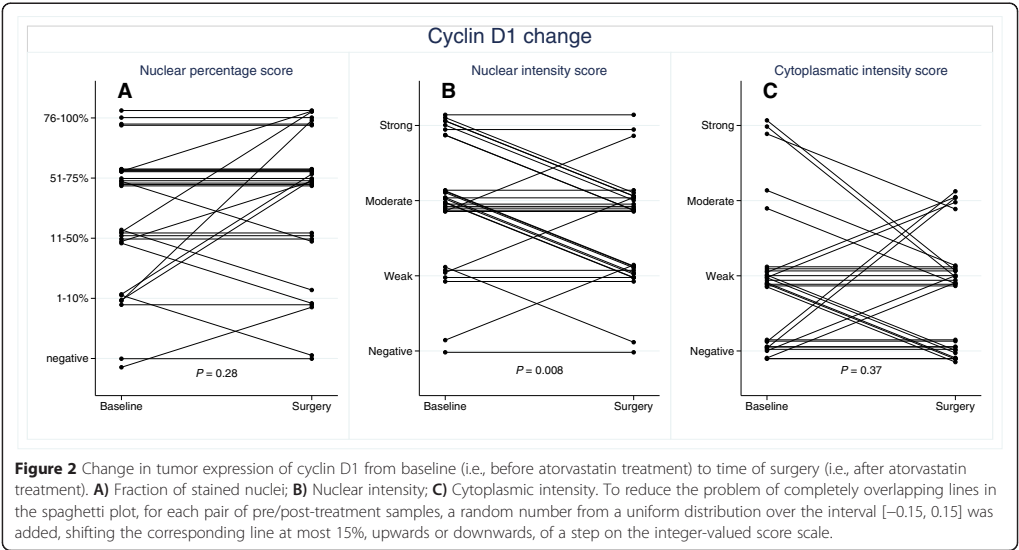 Cyclin D1 change
Nuclear percentage score
A
76-100%
51-75%
11-50%
1-10%
negative
P = 0.28
Baseline
Surgery
Nuclear intensity score
B
Strong
Moderate
Weak
Negative
P = 0.008
Baseline
Surgery
Cytoplasmatic intensity score
C
Strong
Moderate
Weak
Negative
P = 0.37
Baseline
Surgery
Figure 2 Change in tumor expression of cyclin D1 from baseline (i.e., before atorvastatin treatment) to time of surgery (i.e., after atorvastatin
treatment). A) Fraction of stained nuclei; B) Nuclear intensity; C) Cytoplasmic intensity. To reduce the problem of completely overlapping lines in
the spaghetti plot, for each pair of pre/post-treatment samples, a random number from a uniform distribution over the interval [−0.15, 0.15] was
added, shifting the corresponding line at most 15%, upwards or downwards, of a step on the integer-valued score scale.